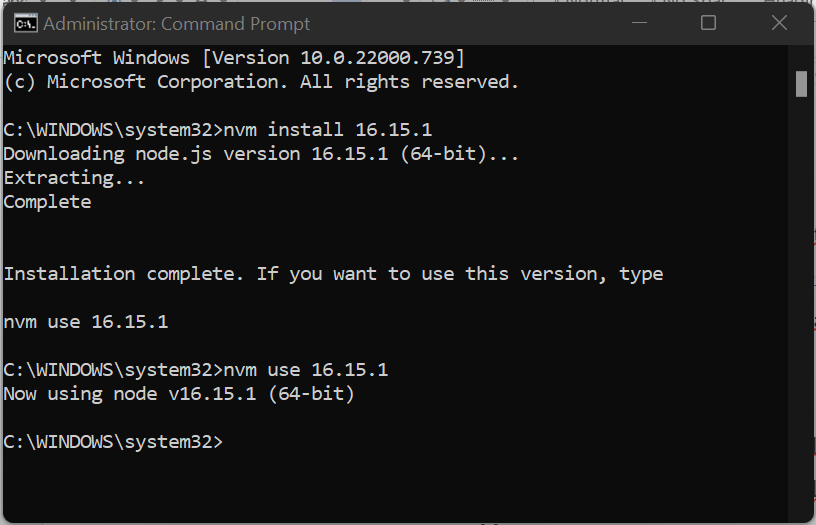 Administrator: Command Prompt
Microsoft Windows [Version 10.0.22000.739]
(c) Microsoft Corporation. All rights reserved.
C:\WINDOWS\system32>nvm install 16.15.1
Downloading node.js version 16.15.1 (64-bit)...
Extracting...
Complete
Installation complete. If you want to use this version, type
nvm use 16.15.1
C:\WINDOWS\system32>nvm use 16.15.1
Now using node v16.15.1 (64-bit)
C:\WINDOWS\system32>